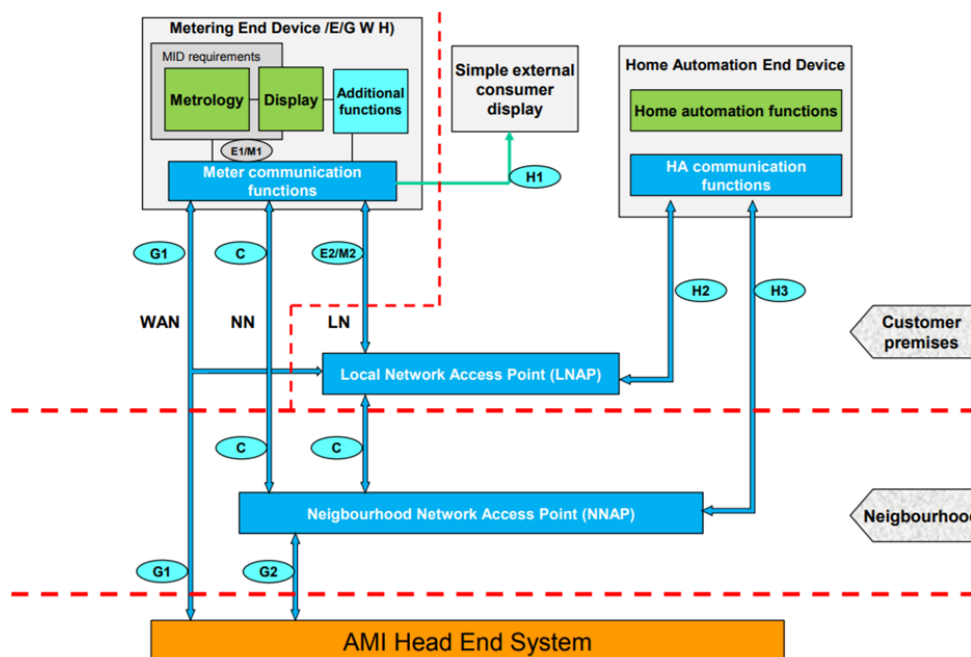 Metering End Device /E/G W H)
MID requirements
Metrology
Display
Additional
functions
E1/M1
Meter communication
functions
Simple external
consumer
display
H1
Home Automation End Device
Home automation functions
HA communication
functions
G1
C
E2/M2
H2
H3
WAN
NN
LN
Customer
premises
Local Network Access Point (LNAP)
C
C
Neigbourhood Network Access Point (NNAP)
Neigbourhood
G1
G2
AMI Head End System